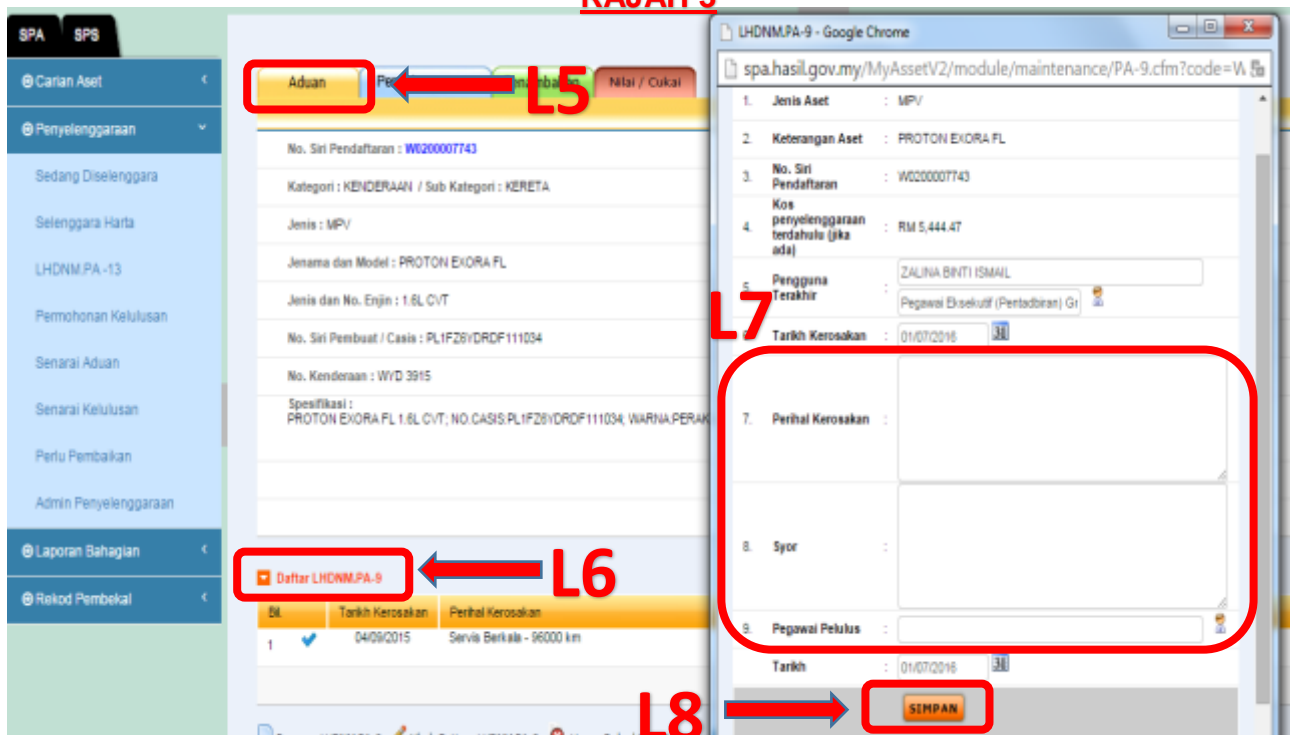 RAJAH 3
SPA SPS
Carian Aset
Penyelenggaraan
Sedang Diselenggara
Selenggara Harta
LHDNM.PA -13
Permohonan Kelulusan
Senarai Aduan
Senarai Kelulusan
Perlu Pembaikan
Admin Penyelenggaraan
Laporan Bahagian
Rekod Pembekal
Aduan
Nilai / Cukai
L5
No. Siri Pendaftaran : W0200007743
Kategori : KENDERAAN / Sub Kategori : KERETA
Jenis : MPV
Jenama dan Model : PROTON EXORA FL
Jenis dan No. Enjin : 1.6L CVT
No. Siri Pembuat / Casis : PL1FZ6YDRDF111034
No. Kenderaan : WYD 3915
Spesifikasi :
PROTON EXORA FL 1.6L CVT; NO.CASIS:PL1FZ6YDRDF111034; WARNA:PERAK
Daftar LHDNM.PA-9
L6
Bil. Tarikh Kerosakan Perihal Kerosakan
1 04/09/2015 Servis Berkala - 96000 km
LHDNM.PA-9 - Google Chrome
spa.hasil.gov.my/MyAssetV2/module/maintenance/PA-9.cfm?code=W
1. Jenis Aset : MPV
2. Keterangan Aset : PROTON EXORA FL
3. No. Siri Pendaftaran : W0200007743
4. Kos penyelenggaraan terdahulu (jika ada) : RM 5,444.47
5. Pengguna Terakhir : ZALINA BINTI ISMAIL
Pegawai Eksekutif (Pentadbiran) Gr
L7
Tarikh Kerosakan : 01/07/2016
7. Perihal Kerosakan :
8. Syor :
9. Pegawai Pelulus :
Tarikh : 01/07/2016
L8
SIMPAN